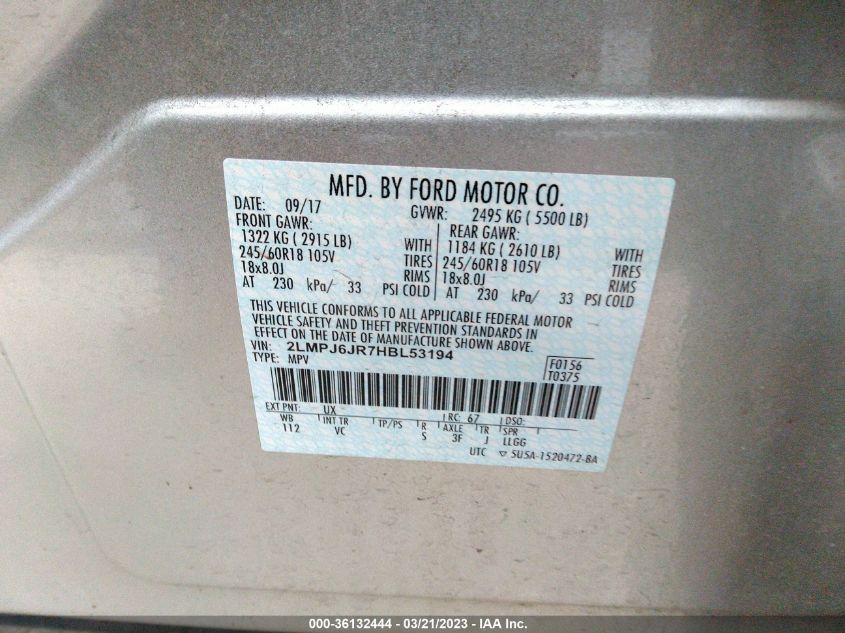 MFD. BY FORD MOTOR CO.
DATE: 09/17 GVWR: 2495 KG ( 5500 LB)
FRONT GAWR: REAR GAWR:
1322 KG ( 2915 LB) WITH 1184 KG ( 2610 LB) WITH
245/60R18 105V TIRES 245/60R18 105V TIRES
18x8.0J RIMS 18x8.0J RIMS
AT 230 kPa/ 33 PSI COLD AT 230 kPa/ 33 PSI COLD
THIS VEHICLE CONFORMS TO ALL APPLICABLE FEDERAL MOTOR
VEHICLE SAFETY AND THEFT PREVENTION STANDARDS IN
EFFECT ON THE DATE OF MANUFACTURE SHOWN ABOVE.
VIN: 2LMPJ6JR7HBL53194 F0156
TYPE: MPV T0375
EXT PNT: UX RC: 67 DSO:
WB INT TR TP/PS R AXLE TR SPR
112 VC S 3F J LLGG
UTC ▽ 5U5A-1520472-BA
000-36132444 - 03/21/2023 - IAA Inc.